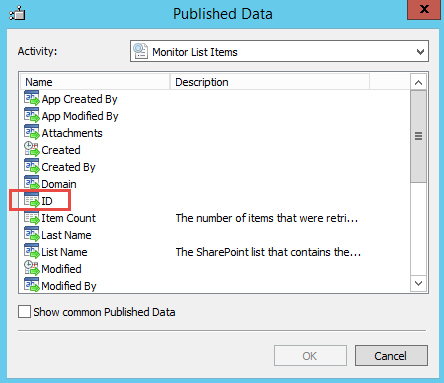 Published Data
Activity: Monitor List Items
Name Description
App Created By
App Modified By
Attachments
Created
Created By
Domain
ID
Item Count The number of items that were retri...
Last Name
List Name The SharePoint list that contains the...
Modified
Modified By
Show common Published Data
OK Cancel